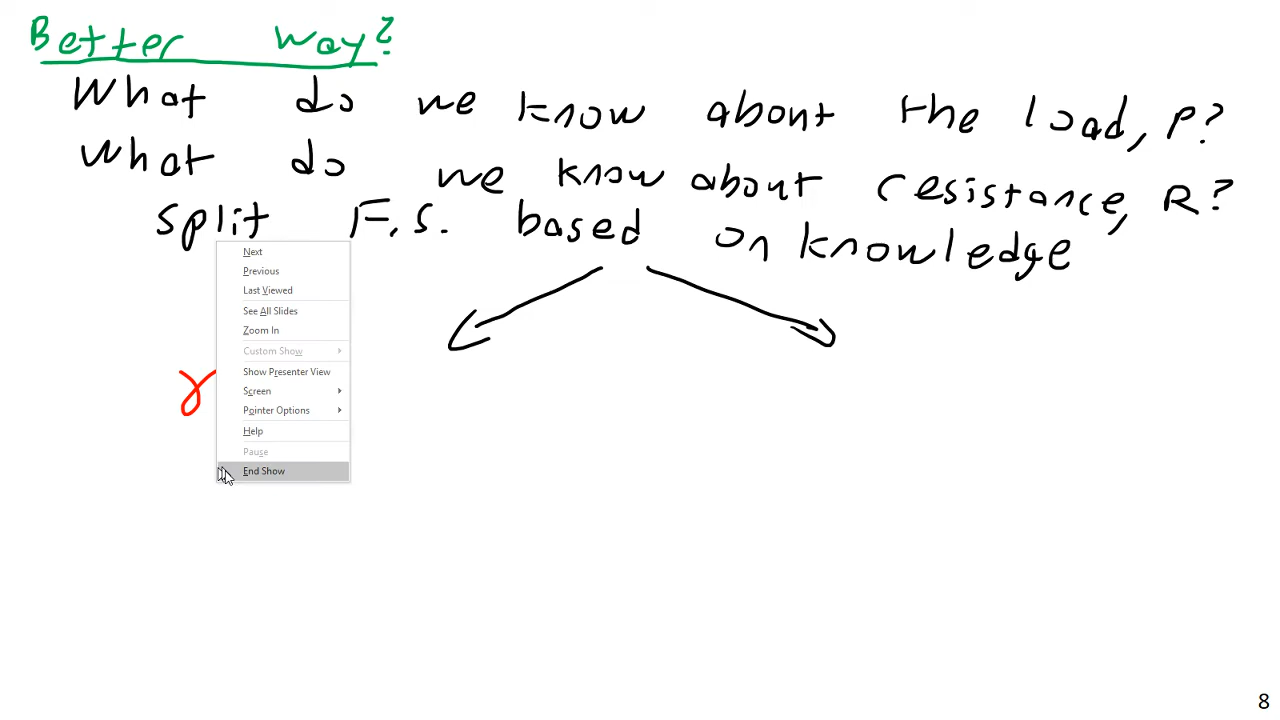 Better way?
What do we know about the load, P?
What do we know about resistance, R?
split F.S. based on knowledge
γ
Next
Previous
Last Viewed
See All Slides
Zoom In
Custom Show
Show Presenter View
Screen
Pointer Options
Help
Pause
End Show
8